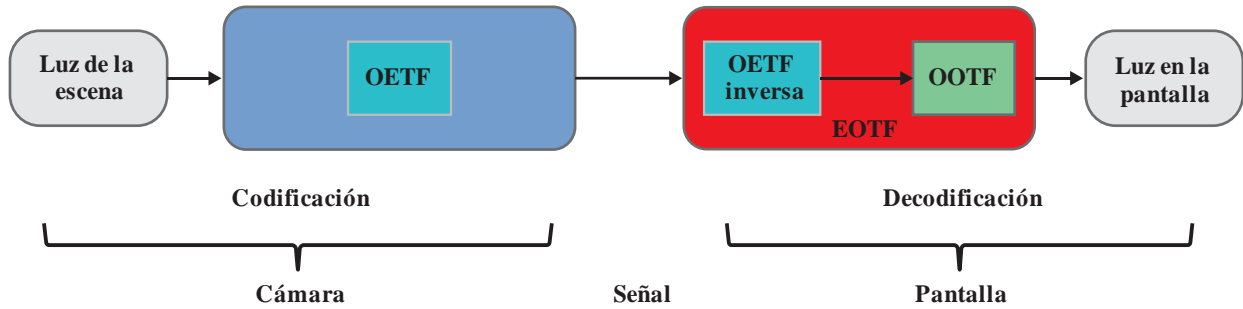 Luz de la
escena
OETF
OETF
inversa
OOTF
EOTF
Luz en la
pantalla
Codificación
Decodificación
Cámara
Señal
Pantalla